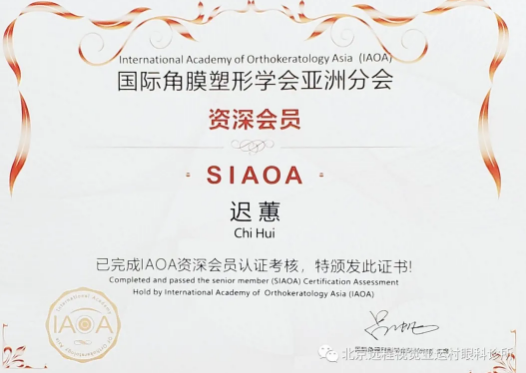 International Academy of Orthokeratology Asia (IAOA)
国际角膜塑形学会亚洲分会
资深会员
SIAOA
迟蕙
Chi Hui
已完成IAOA资深会员认证考核，特颁发此证书!
Completed and passed the senior member (SIAOA) Certification Assessment
Hold by International Academy of Orthokeratology Asia (IAOA)
International Academy
IAOA
北京远程视觉亚运村眼科诊所